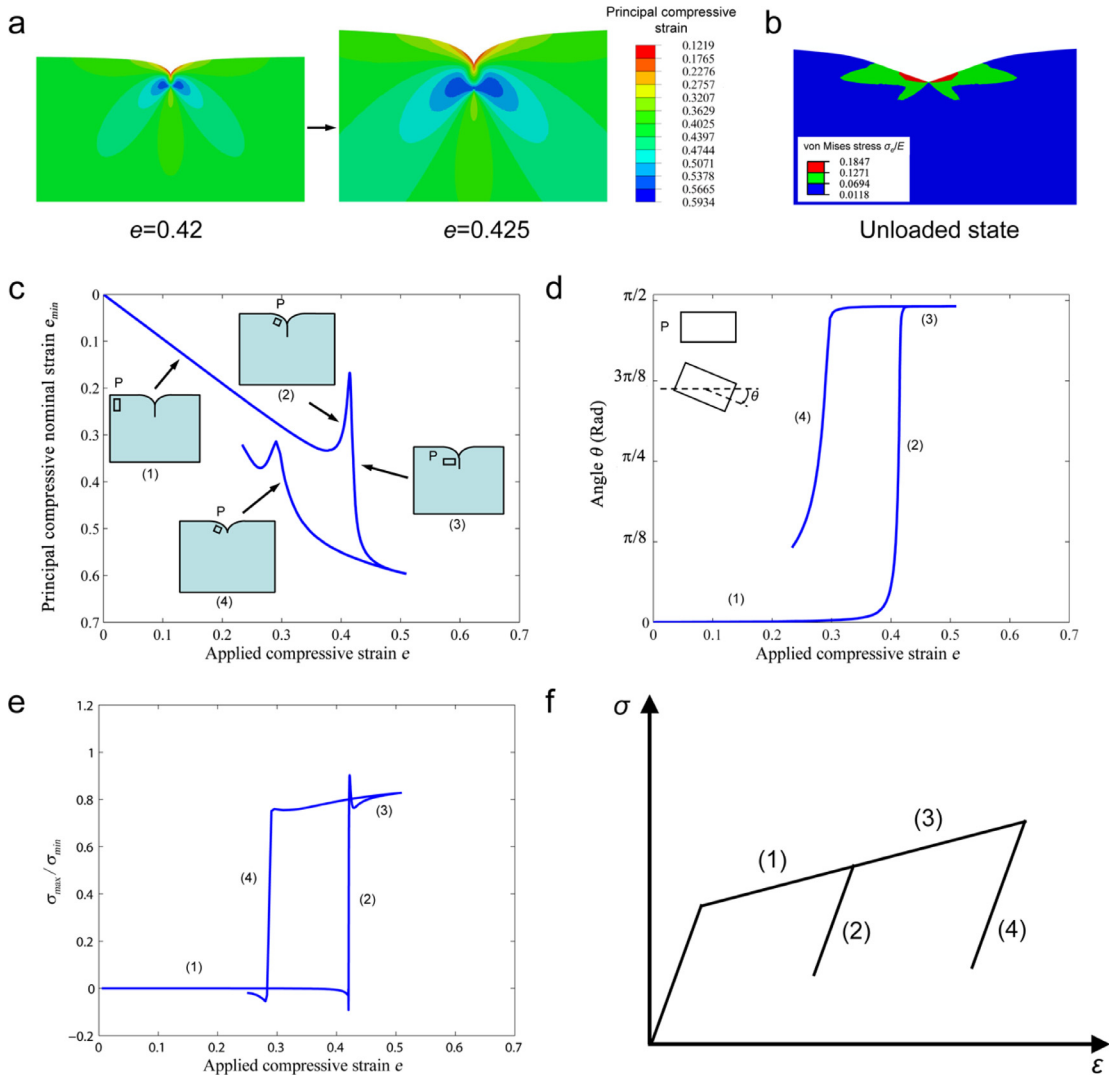 a
Principal compressive
strain
0.1219
0.1765
0.2276
0.2757
0.3207
0.3629
0.4025
0.4397
0.4744
0.5071
0.5378
0.5665
0.5934
e=0.42
e=0.425
b
von Mises stress σe/E
0.1847
0.1271
0.0694
0.0118
Unloaded state
c
Principal compressive nominal strain emin
0
0.1
0.2
0.3
0.4
0.5
0.6
0.7
P
(1)
P
(2)
P
(3)
P
(4)
0 0.1 0.2 0.3 0.4 0.5 0.6 0.7
Applied compressive strain e
d
Angle θ (Rad)
π/2
3π/8
π/4
π/8
0
P
θ
(1)
(2)
(3)
(4)
0 0.1 0.2 0.3 0.4 0.5 0.6 0.7
Applied compressive strain e
e
σmax/σmin
1.2
1
0.8
0.6
0.4
0.2
0
−0.2
(1)
(2)
(3)
(4)
0 0.1 0.2 0.3 0.4 0.5 0.6 0.7
Applied compressive strain e
f
σ
(1)
(2)
(3)
(4)
ε